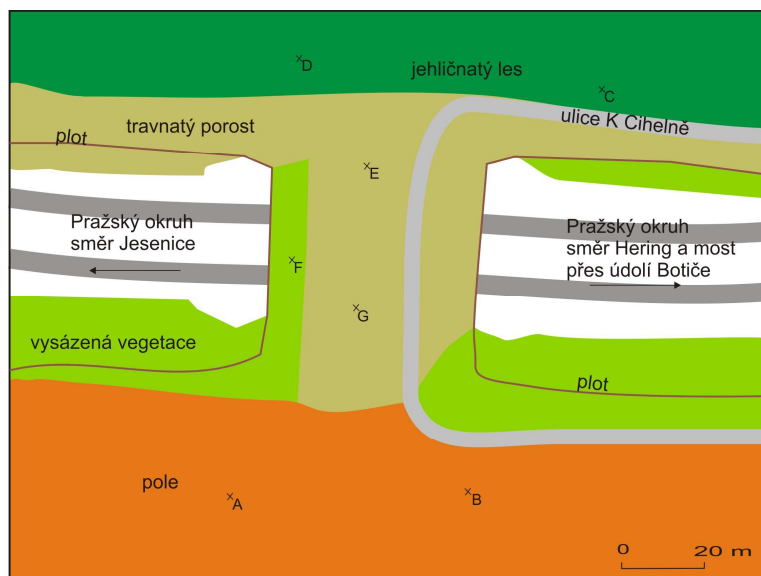 D
jehličnatý les
C
ulice K Cihelně
travnatý porost
plot
E
Pražský okruh
směr Jesenice
Pražský okruh
směr Hering a most
přes údolí Botiče
F
G
vysázená vegetace
plot
pole
A
B
0 20 m